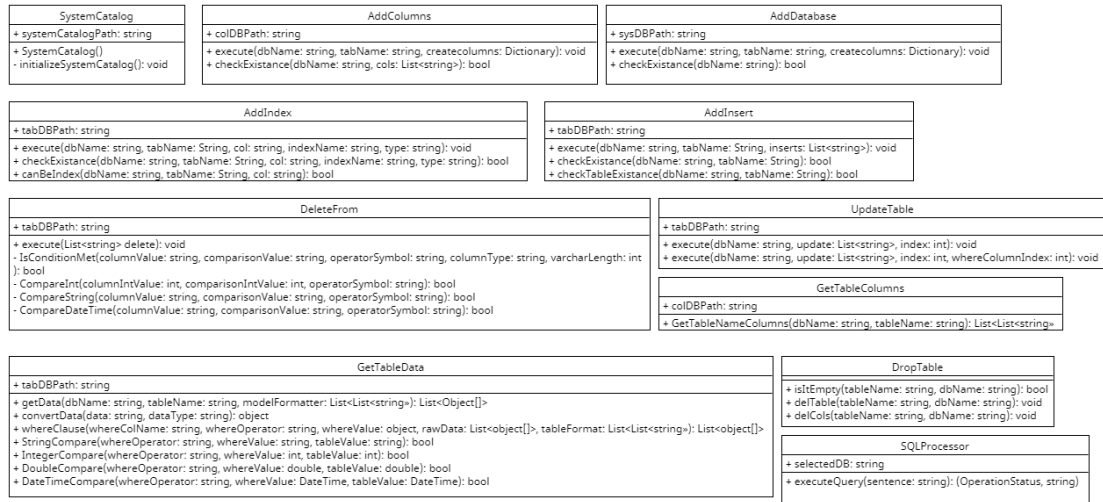 SystemCatalog
+ systemCatalogPath: string
+ SystemCatalog()
- initializeSystemCatalog(): void
AddColumns
+ colDBPath: string
+ execute(dbName: string, tabName: string, createcolumns: Dictionary): void
+ checkExistance(dbName: string, cols: List<string>): bool
AddDatabase
+ sysDBPath: string
+ execute(dbName: string, tabName: string, createcolumns: Dictionary): void
+ checkExistance(dbName: string): bool
AddIndex
+ tabDBPath: string
+ execute(dbName: string, tabName: String, col: string, indexName: string, type: string): void
+ checkExistance(dbName: string, tabName: String, col: string, indexName: string, type: string): bool
+ canBeIndex(dbName: string, tabName: String, col: string): bool
AddInsert
+ tabDBPath: string
+ execute(dbName: string, tabName: String, inserts: List<string>): void
+ checkExistance(dbName: string, tabName: String): bool
+ checkTableExistance(dbName: string, tabName: String): bool
DeleteFrom
+ tabDBPath: string
+ execute(List<string> delete): void
- IsConditionMet(columnValue: string, comparisonValue: string, operatorSymbol: string, columnType: string, varcharLength: int
): bool
- CompareInt(columnIntValue: int, comparisonIntValue: int, operatorSymbol: string): bool
- CompareString(columnValue: string, comparisonValue: string, operatorSymbol: string): bool
- CompareDateTime(columnValue: string, comparisonValue: string, operatorSymbol: string): bool
UpdateTable
+ tabDBPath: string
+ execute(dbName: string, update: List<string>, index: int): void
+ execute(dbName: string, update: List<string>, index: int, whereColumnIndex: int): void
GetTableColumns
+ colDBPath: string
+ GetTableNameColumns(dbName: string, tableName: string): List<List<string»
GetTableData
+ tabDBPath: string
+ getData(dbName: string, tableName: string, modelFormatter: List<List<string»): List<Object[]>
+ convertData(data: string, dataType: string): object
+ whereClause(whereColName: string, whereOperator: string, whereValue: object, rawData: List<object[]>, tableFormat: List<List<string»): List<object[]>
+ StringCompare(whereOperator: string, whereValue: string, tableValue: string): bool
+ IntegerCompare(whereOperator: string, whereValue: int, tableValue: int): bool
+ DoubleCompare(whereOperator: string, whereValue: double, tableValue: double): bool
+ DateTimeCompare(whereOperator: string, whereValue: DateTime, tableValue: DateTime): bool
DropTable
+ isItEmpty(tableName: string, dbName: string): bool
+ delTable(tableName: string, dbName: string): void
+ delCols(tableName: string, dbName: string): void
SQLProcessor
+ selectedDB: string
+ executeQuery(sentence: string): (OperationStatus, string)